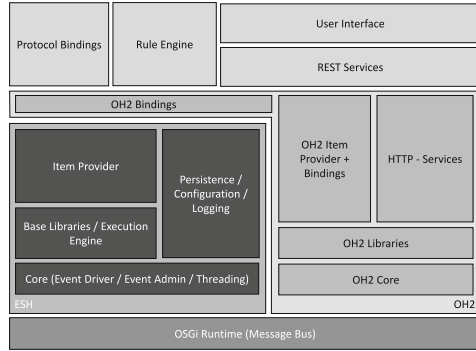 Protocol Bindings
Rule Engine
User Interface
REST Services
OH2 Bindings
Item Provider
Persistence /
Configuration /
Logging
Base Libraries / Execution
Engine
Core (Event Driver / Event Admin / Threading)
ESH
OH2 Item
Provider +
Bindings
HTTP - Services
OH2 Libraries
OH2 Core
OH2
OSGi Runtime (Message Bus)